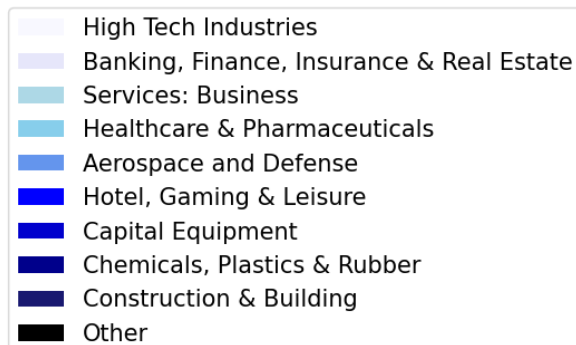 High Tech Industries
Banking, Finance, Insurance & Real Estate
Services: Business
Healthcare & Pharmaceuticals
Aerospace and Defense
Hotel, Gaming & Leisure
Capital Equipment
Chemicals, Plastics & Rubber
Construction & Building
Other